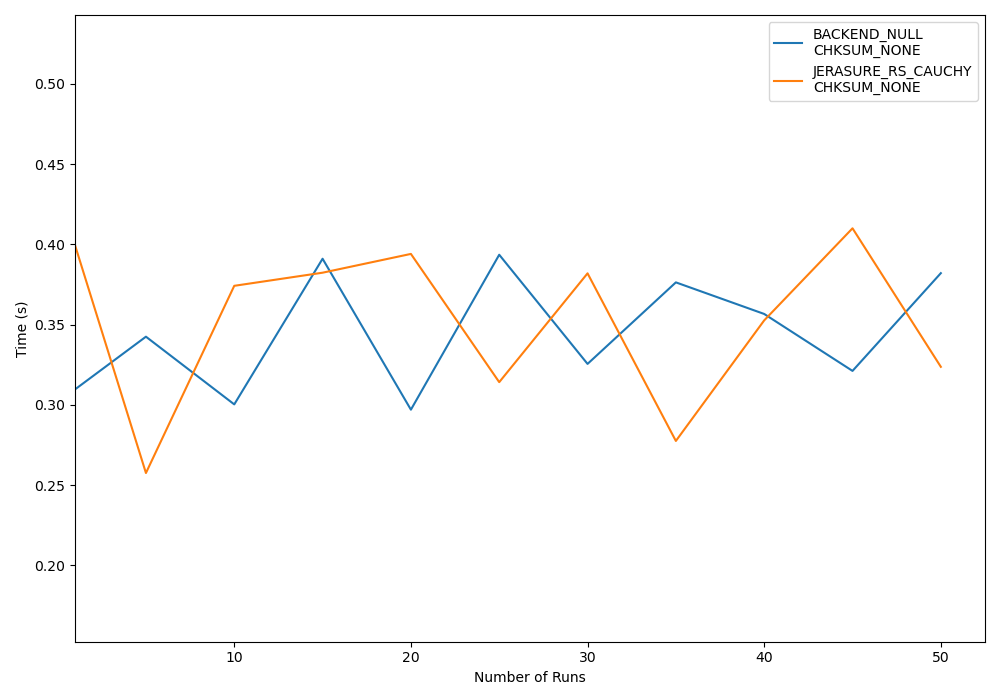 BACKEND_NULL
CHKSUM_NONE
JERASURE_RS_CAUCHY
CHKSUM_NONE
Time (s)
0.50
0.45
0.40
0.35
0.30
0.25
0.20
10 20 30 40 50
Number of Runs